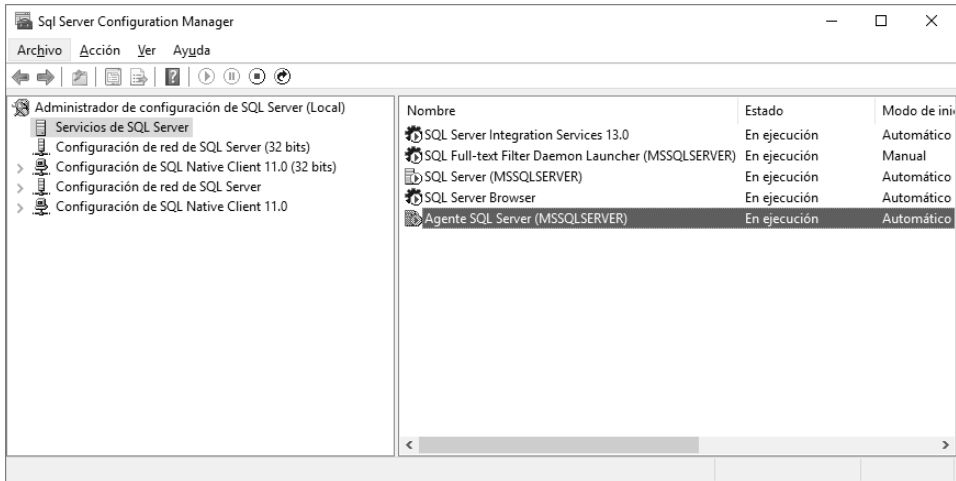 Sql Server Configuration Manager
Archivo Acción Ver Ayuda
Administrador de configuración de SQL Server (Local)
Servicios de SQL Server
Configuración de red de SQL Server (32 bits)
Configuración de SQL Native Client 11.0 (32 bits)
Configuración de red de SQL Server
Configuración de SQL Native Client 11.0
Nombre Estado Modo de ini
SQL Server Integration Services 13.0 En ejecución Automático
SQL Full-text Filter Daemon Launcher (MSSQLSERVER) En ejecución Manual
SQL Server (MSSQLSERVER) En ejecución Automático
SQL Server Browser En ejecución Automático
Agente SQL Server (MSSQLSERVER) En ejecución Automático